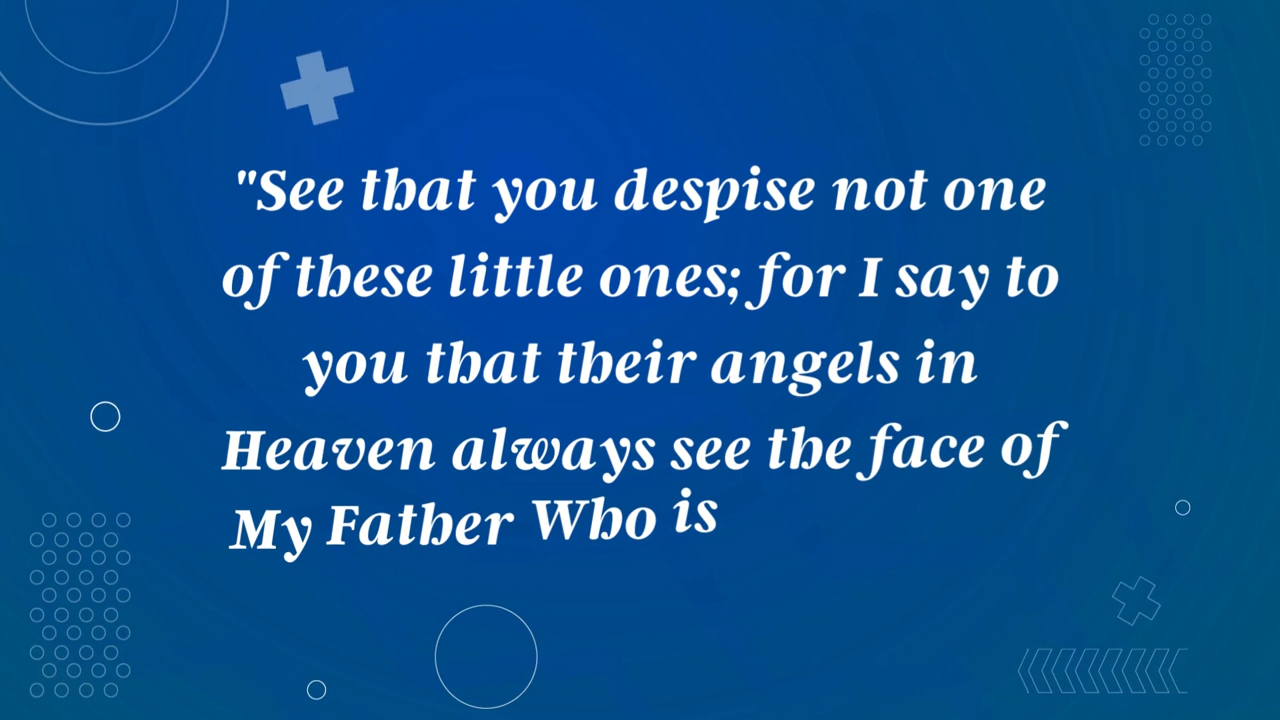 "See that you despise not one
of these little ones; for I say to
you that their angels in
Heaven always see the face of
My Father Who is